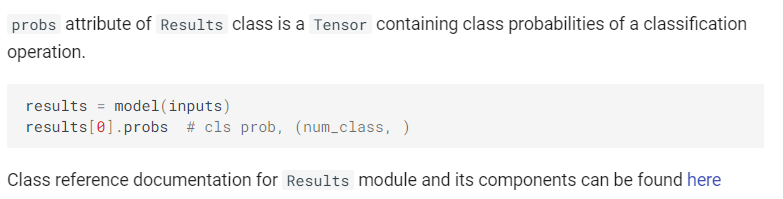 probs attribute of Results class is a Tensor containing class probabilities of a classification
operation.
results = model(inputs)
results[0].probs  # cls prob, (num_class, )
Class reference documentation for Results module and its components can be found here